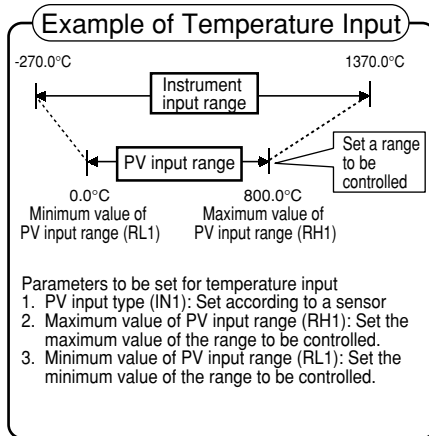 Example of Temperature Input
-270.0°C 1370.0°C
Instrument
input range
PV input range
Set a range
to be
controlled
0.0°C 800.0°C
Minimum value of Maximum value of
PV input range (RL1) PV input range (RH1)
Parameters to be set for temperature input
1. PV input type (IN1): Set according to a sensor
2. Maximum value of PV input range (RH1): Set the
maximum value of the range to be controlled.
3. Minimum value of PV input range (RL1): Set the
minimum value of the range to be controlled.